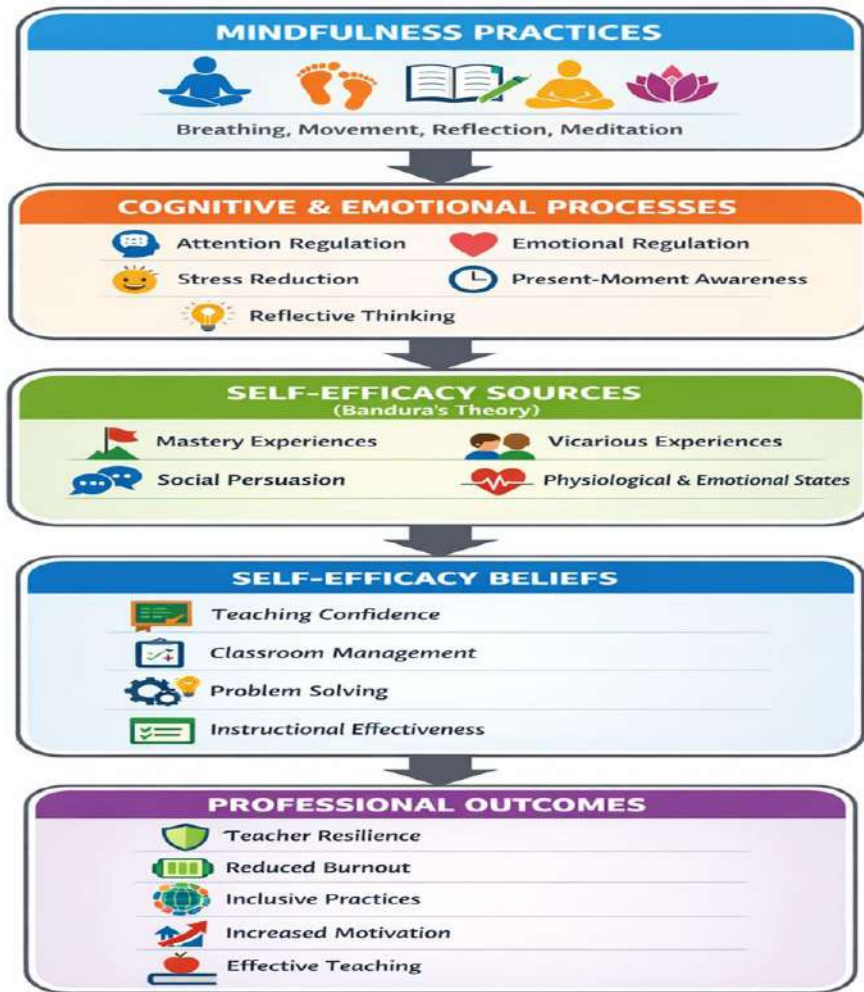 MINDFULNESS PRACTICES
Breathing, Movement, Reflection, Meditation
COGNITIVE & EMOTIONAL PROCESSES
Attention Regulation Emotional Regulation
Stress Reduction Present-Moment Awareness
Reflective Thinking
SELF-EFFICACY SOURCES
(Bandura's Theory)
Mastery Experiences Vicarious Experiences
Social Persuasion Physiological & Emotional States
SELF-EFFICACY BELIEFS
Teaching Confidence
Classroom Management
Problem Solving
Instructional Effectiveness
PROFESSIONAL OUTCOMES
Teacher Resilience
Reduced Burnout
Inclusive Practices
Increased Motivation
Effective Teaching